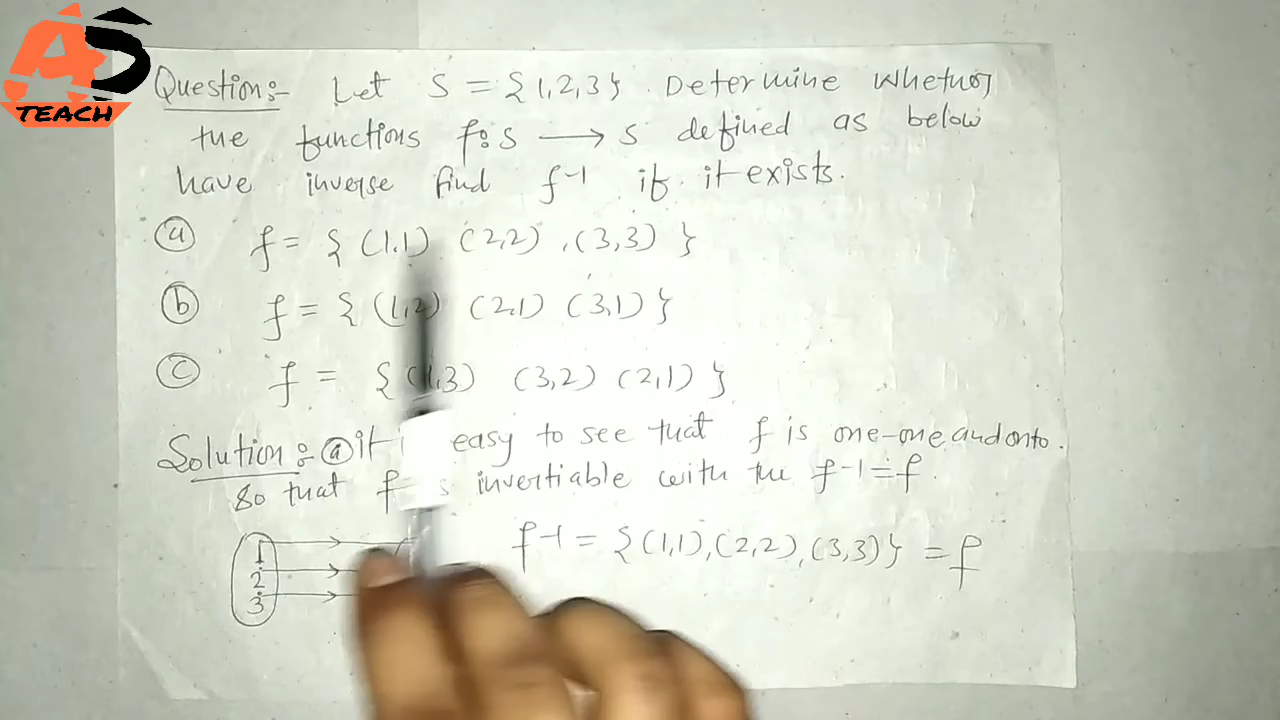 AS
TEACH
Question:- Let S = {1,2,3}. Determine whether
the functions f:S ⟶ S defined as below
have inverse find f-1 if it exists.
(a) f = { (1,1) (2,2) ,(3,3) }
(b) f = { (1,2) (2,1) (3,1) }
(c) f = { (1,3) (3,2) (2,1) }
Solution:- (a) it easy to see that f is one-one and onto.
so that f s invertiable with the f-1 = f.
1
2
3
f-1 = {(1,1),(2,2),(3,3)} = f